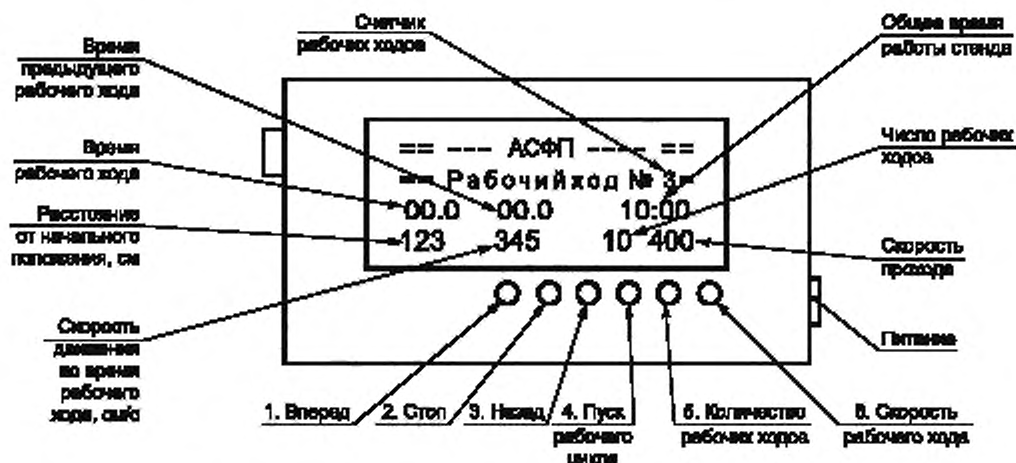 Счетчик
рабочих ходов
Общее время
работы стенда
Время
предыдущего
рабочего хода
Число рабочих
ходов
Время
рабочего хода
== --- АСФП ---- ==
== Рабочий ход № 3=
00.0 00.0 10:00
123 345 10 400
Расстояние
от начального
положения, см
Скорость
прохода
Скорость
движения
во время
рабочего
хода, см/с
Питание
1. Вперед
2. Стоп
3. Назад
4. Пуск
рабочего
цикла
5. Количество
рабочих ходов
6. Скорость
рабочего хода